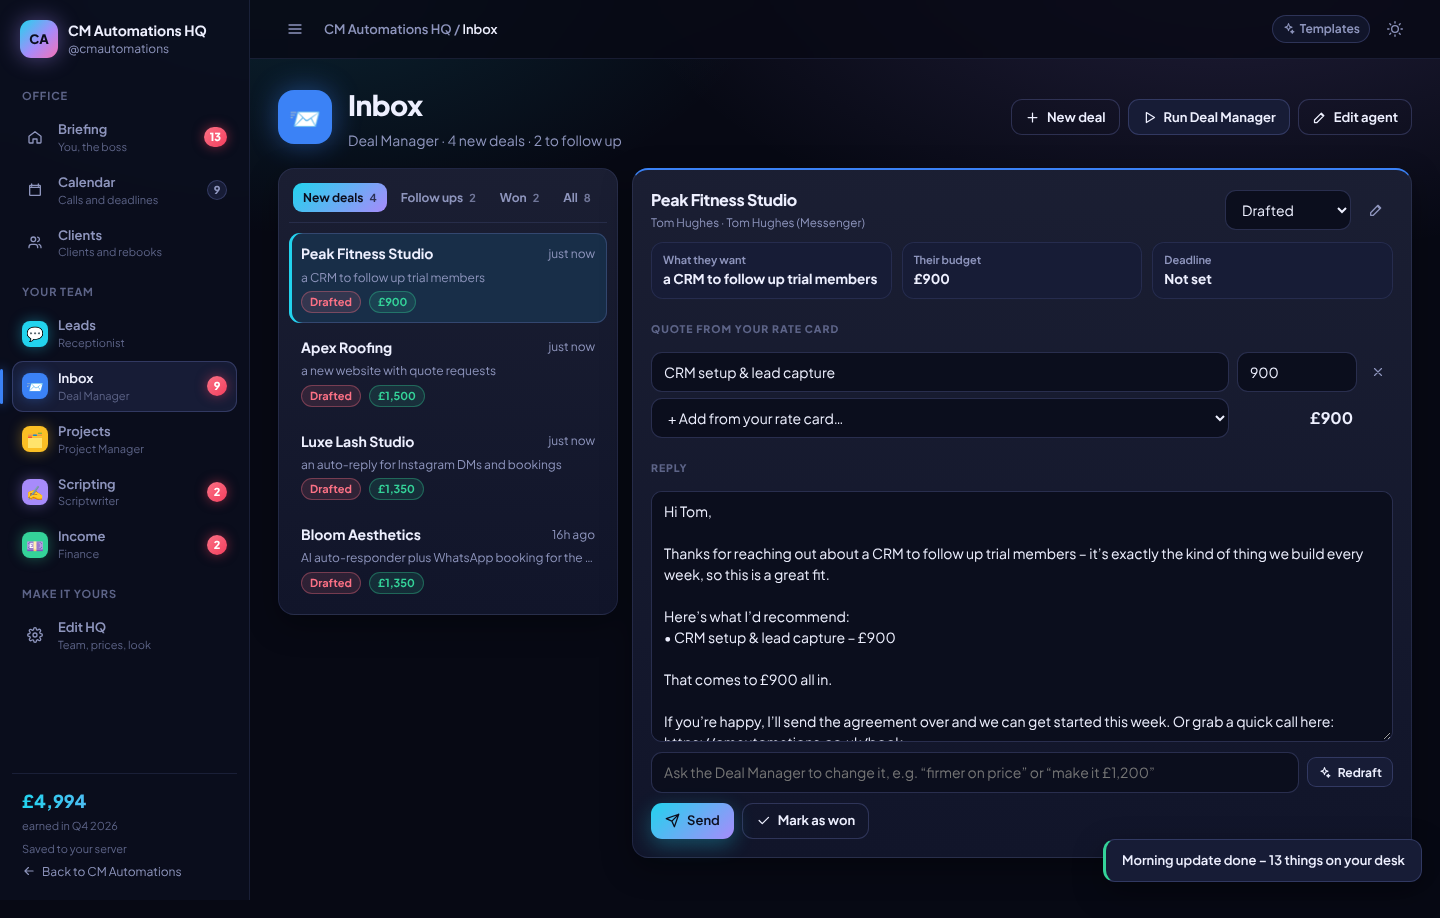 CA
CM Automations HQ
@cmautomations
OFFICE
Briefing
You, the boss
13
Calendar
Calls and deadlines
9
Clients
Clients and rebooks
YOUR TEAM
Leads
Receptionist
Inbox
Deal Manager
9
Projects
Project Manager
Scripting
Scriptwriter
2
Income
Finance
2
MAKE IT YOURS
Edit HQ
Team, prices, look
£4,994
earned in Q4 2026
Saved to your server
Back to CM Automations
CM Automations HQ / Inbox
Templates
Inbox
Deal Manager · 4 new deals · 2 to follow up
New deal
Run Deal Manager
Edit agent
New deals 4
Follow ups 2
Won 2
All 8
Peak Fitness Studio
just now
a CRM to follow up trial members
Drafted
£900
Apex Roofing
just now
a new website with quote requests
Drafted
£1,500
Luxe Lash Studio
just now
an auto-reply for Instagram DMs and bookings
Drafted
£1,350
Bloom Aesthetics
16h ago
AI auto-responder plus WhatsApp booking for the ...
Drafted
£1,350
Peak Fitness Studio
Tom Hughes · Tom Hughes (Messenger)
Drafted
What they want
a CRM to follow up trial members
Their budget
£900
Deadline
Not set
QUOTE FROM YOUR RATE CARD
CRM setup & lead capture
900
+ Add from your rate card…
£900
REPLY
Hi Tom,
Thanks for reaching out about a CRM to follow up trial members – it's exactly the kind of thing we build every
week, so this is a great fit.
Here's what I'd recommend:
• CRM setup & lead capture – £900
That comes to £900 all in.
If you're happy, I'll send the agreement over and we can get started this week. Or grab a quick call here:
https://cmautomations.co.uk/book
Ask the Deal Manager to change it, e.g. “firmer on price” or “make it £1,200”
Redraft
Send
Mark as won
Morning update done – 13 things on your desk